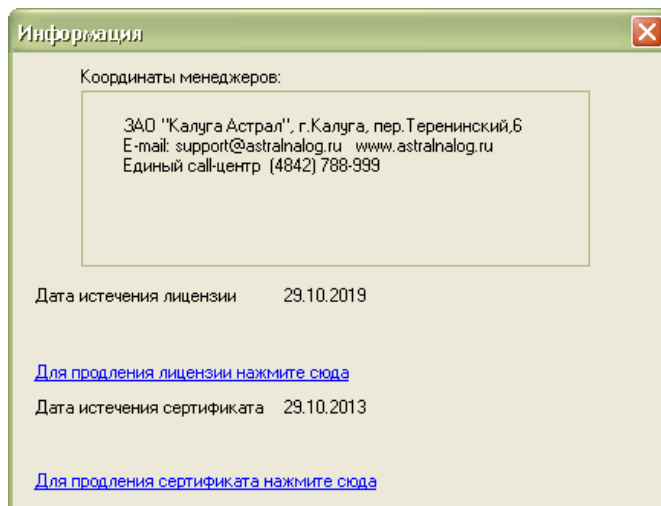 Информация
Координаты менеджеров:
ЗАО "Калуга Астрал", г.Калуга, пер.Теренинский,6
E-mail: support@astralnalog.ru www.astralnalog.ru
Единый call-центр (4842) 788-999
Дата истечения лицензии 29.10.2019
Для продления лицензии нажмите сюда
Дата истечения сертификата 29.10.2013
Для продления сертификата нажмите сюда